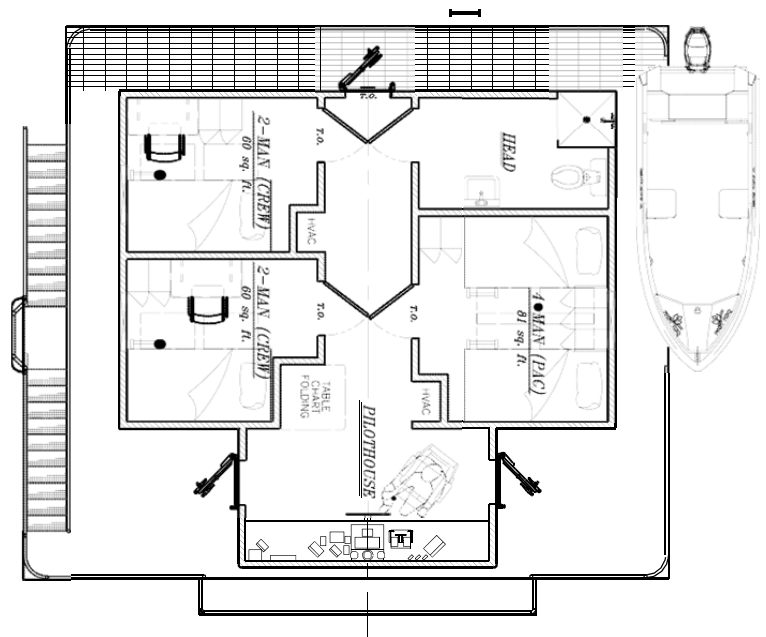 T.O.
2-MAN (CREW)
60 sq. ft.
T.O.
HEAD
HVAC
2-MAN (CREW)
60 sq. ft.
T.O.
T.O.
4-MAN (PAC)
81 sq. ft.
FOLDING
CHART
TABLE
HVAC
PILOTHOUSE